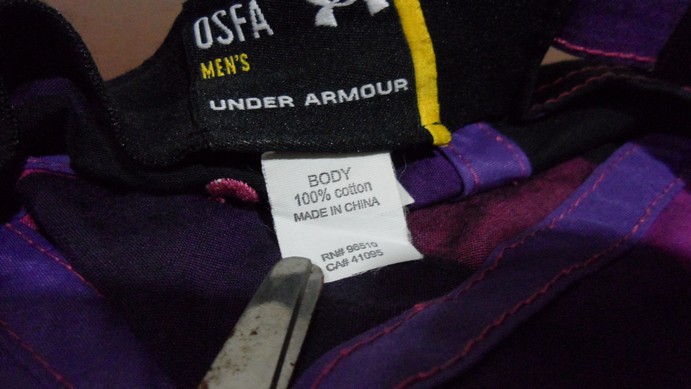 OSFA
MEN'S
UNDER ARMOUR
BODY
100% cotton
MADE IN CHINA
RN# 96510
CA# 41095